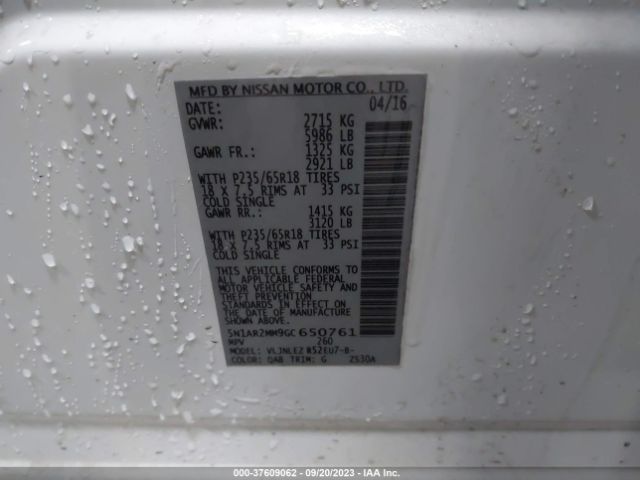 MFD BY NISSAN MOTOR CO., LTD.
DATE: 04/16
GVWR: 2715 KG
5986 LB
GAWR FR.: 1325 KG
2921 LB
WITH P235/65R18 TIRES
18 X 7.5 RIMS AT 33 PSI
COLD SINGLE
GAWR RR.: 1415 KG
3120 LB
WITH P235/65R18 TIRES
18 X 7.5 RIMS AT 33 PSI
COLD SINGLE
THIS VEHICLE CONFORMS TO
ALL APPLICABLE FEDERAL
MOTOR VEHICLE SAFETY AND
THEFT PREVENTION
STANDARDS IN EFFECT ON
THE DATE OF MANUFACTURE
SHOWN ABOVE.
5N1AR2MM9GC650761
MPV 260
MODEL: VLJNLEZ R52EU7-B-
COLOR: QAB TRIM: G ZS30A
000-37609062 - 09/20/2023 - IAA Inc.